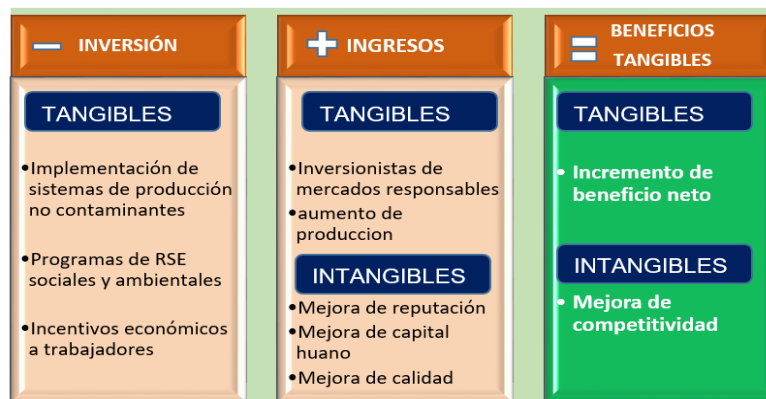 INVERSIÓN
TANGIBLES
•Implementación de
sistemas de producción
no contaminantes
•Programas de RSE
sociales y ambientales
•Incentivos económicos
a trabajadores
INGRESOS
TANGIBLES
•Inversionistas de
mercados responsables
•aumento de
produccion
INTANGIBLES
•Mejora de reputación
•Mejora de capital
huano
•Mejora de calidad
BENEFICIOS
TANGIBLES
TANGIBLES
• Incremento de
beneficio neto
INTANGIBLES
• Mejora de
competitividad